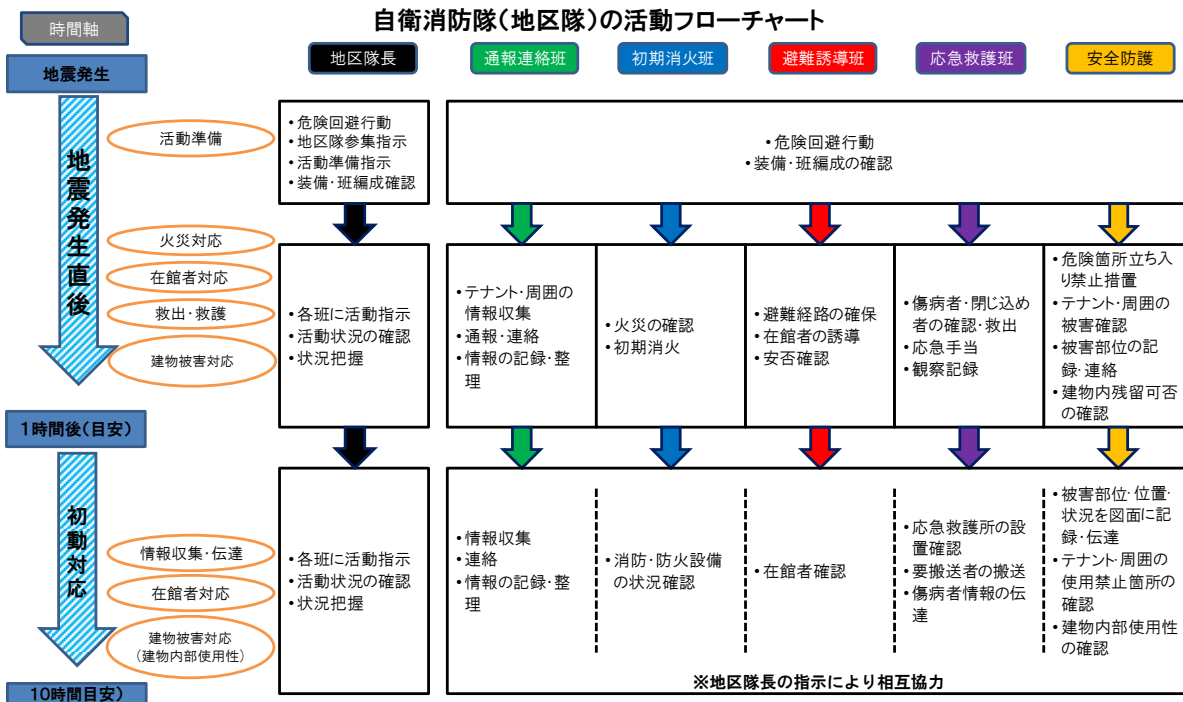 自衛消防隊(地区隊)の活動フローチャート
時間軸
地区隊長
通報連絡班
初期消火班
避難誘導班
応急救護班
安全防護
地震発生
地震発生直後
活動準備
•危険回避行動
•地区隊参集指示
•活動準備指示
•装備·班編成確認
•危険回避行動
•装備·班編成の確認
火災対応
在館者対応
救出·救護
建物被害対応
•各班に活動指示
•活動状況の確認
•状況把握
•テナント·周囲の
情報収集
•通報·連絡
•情報の記録·整
理
•火災の確認
•初期消火
•避難経路の確保
•在館者の誘導
•安否確認
•傷病者·閉じ込め
者の確認·救出
•応急手当
•観察記録
•危険箇所立ち入
り禁止措置
•テナント·周囲の
被害確認
•被害部位の記
録·連絡
•建物内残留可否
の確認
1時間後(目安)
初動対応
情報収集·伝達
在館者対応
建物被害対応
(建物内部使用性)
•各班に活動指示
•活動状況の確認
•状況把握
•情報収集
•連絡
•情報の記録·整
理
•消防·防火設備
の状況確認
•在館者確認
•応急救護所の設
置確認
•要搬送者の搬送
•傷病者情報の伝
達
•被害部位·位置·
状況を図面に記
録·伝達
•テナント·周囲の
使用禁止箇所の
確認
•建物内部使用性
の確認
※地区隊長の指示により相互協力
10時間目安)